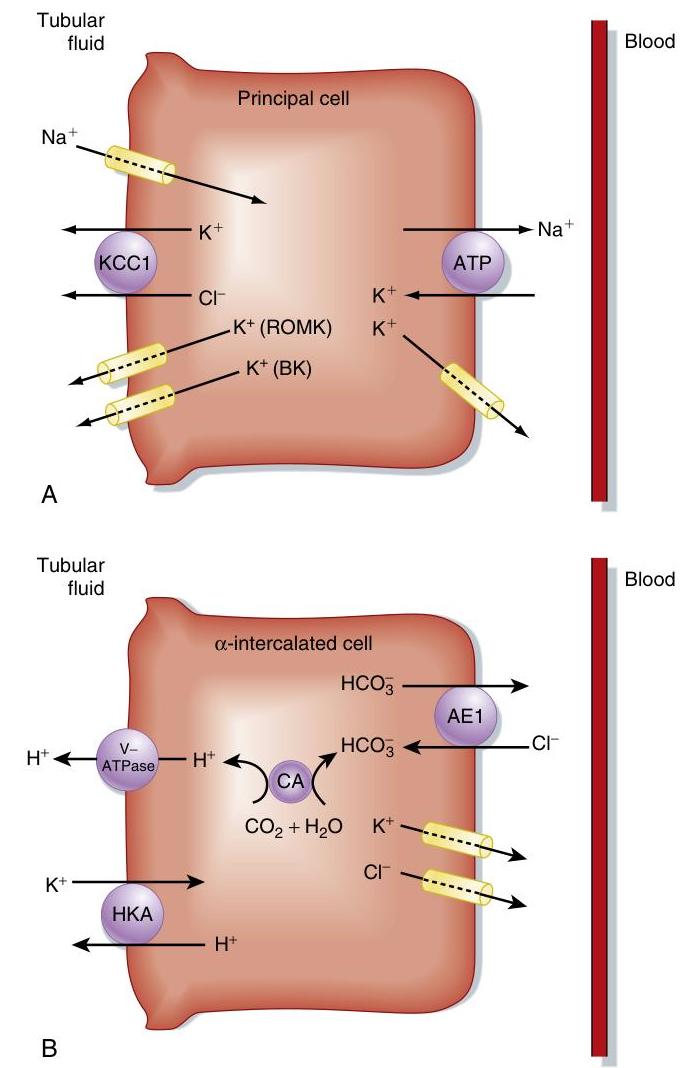 Tubular
fluid
Blood
Principal cell
Na⁺
K⁺
Na⁺
KCC1
ATP
Cl⁻
K⁺
K⁺ (ROMK)
K⁺
K⁺ (BK)
A
Tubular
fluid
Blood
α-intercalated cell
HCO₃⁻
AE1
H⁺
V–
ATPase
H⁺
HCO₃⁻
Cl⁻
CA
CO₂ + H₂O
K⁺
Cl⁻
K⁺
HKA
H⁺
B